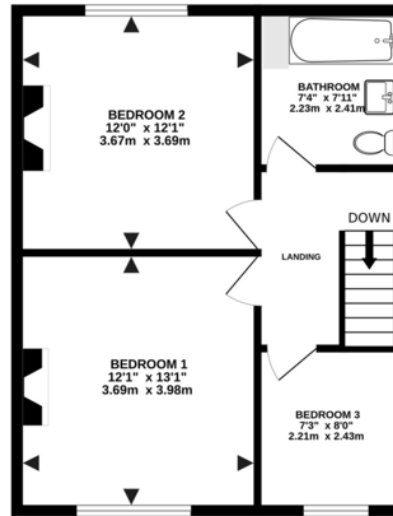 BATHROOM
7'4" x 7'11"
2.23m x 2.41m
BEDROOM 2
12'0" x 12'1"
3.67m x 3.69m
DOWN
LANDING
BEDROOM 1
12'1" x 13'1"
3.69m x 3.98m
BEDROOM 3
7'3" x 8'0"
2.21m x 2.43m